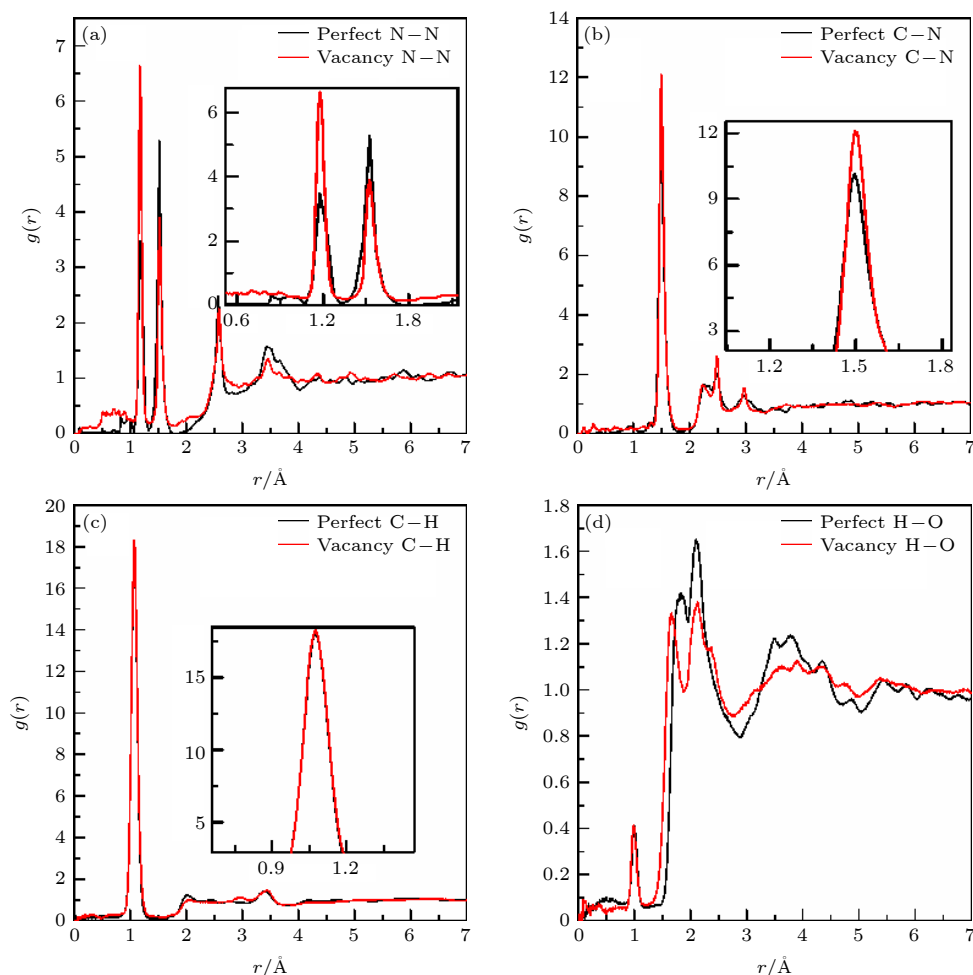 (a)
Perfect N−N
Vacancy N−N
7
6
5
4
3
2
1
0
g(r)
6
4
2
0
0.6 1.2 1.8
g(r)
0 1 2 3 4 5 6 7
r/Å
(b)
Perfect C−N
Vacancy C−N
14
12
10
8
6
4
2
0
g(r)
12
9
6
3
1.2 1.5 1.8
g(r)
0 1 2 3 4 5 6 7
r/Å
(c)
Perfect C−H
Vacancy C−H
20
18
16
14
12
10
8
6
4
2
0
g(r)
15
10
5
0.9 1.2
g(r)
0 1 2 3 4 5 6 7
r/Å
(d)
Perfect H−O
Vacancy H−O
1.8
1.6
1.4
1.2
1.0
0.8
0.6
0.4
0.2
0
g(r)
0 1 2 3 4 5 6 7
r/Å